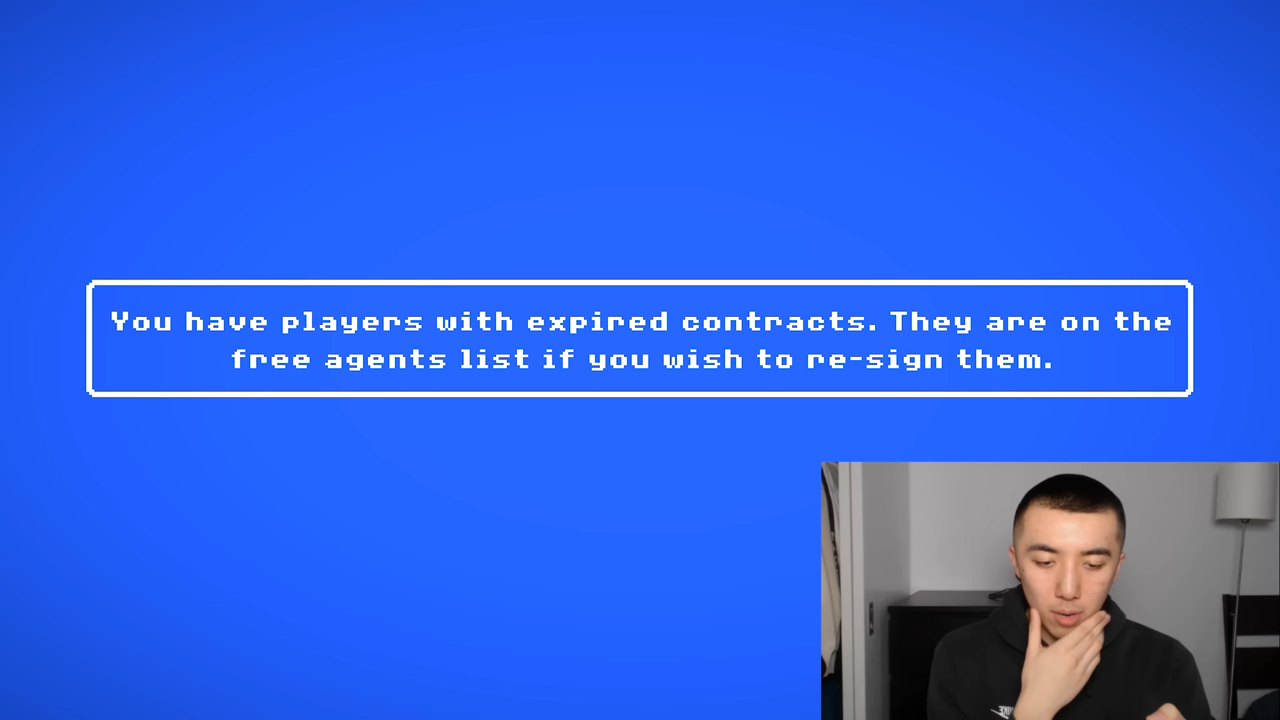 You have players with expired contracts. They are on the
free agents list if you wish to re-sign them.